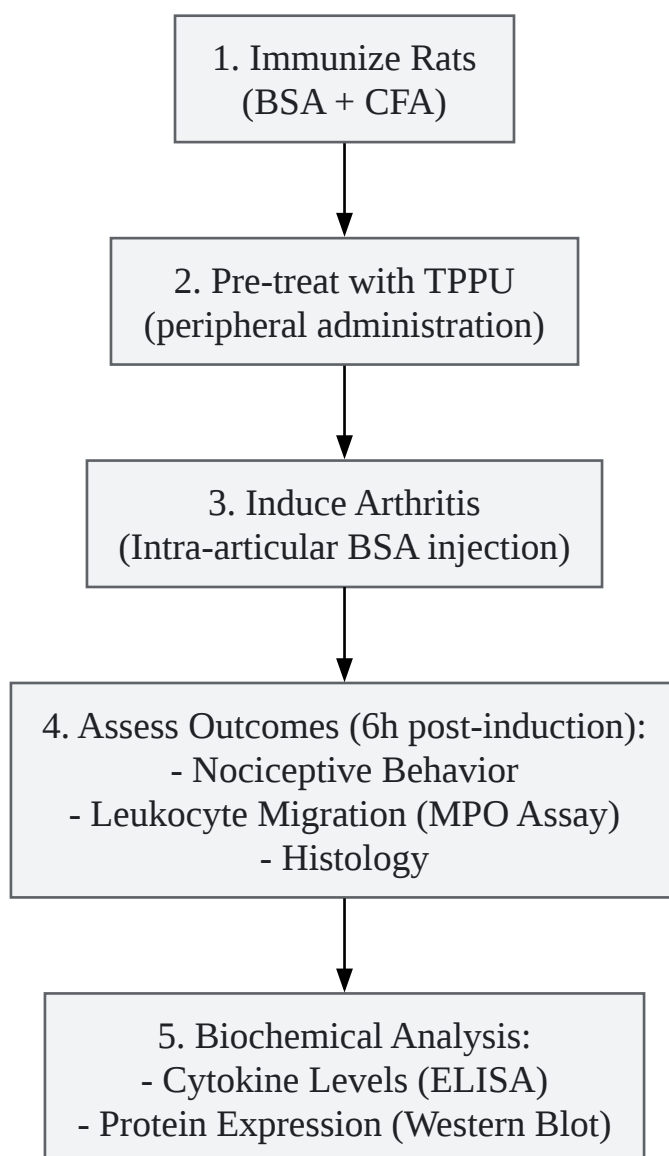 1. Immunize Rats
(BSA + CFA)
2. Pre-treat with TPPU
(peripheral administration)
3. Induce Arthritis
(Intra-articular BSA injection)
4. Assess Outcomes (6h post-induction):
- Nociceptive Behavior
- Leukocyte Migration (MPO Assay)
- Histology
5. Biochemical Analysis:
- Cytokine Levels (ELISA)
- Protein Expression (Western Blot)